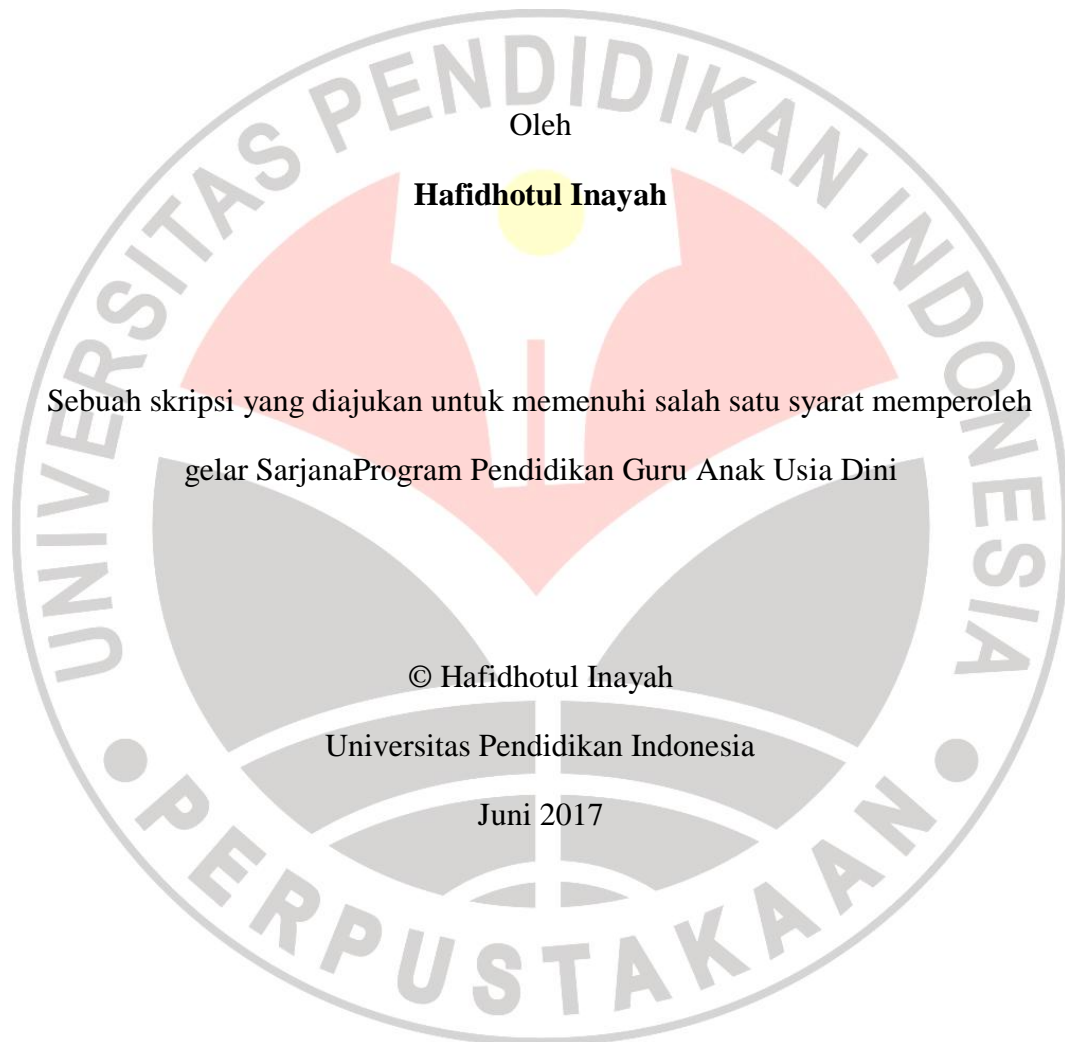 UNIVERSITAS PENDIDIKAN INDONESIA
Oleh
Hafidhotul Inayah
Sebuah skripsi yang diajukan untuk memenuhi salah satu syarat memperoleh
gelar SarjanaProgram Pendidikan Guru Anak Usia Dini
© Hafidhotul Inayah
Universitas Pendidikan Indonesia
Juni 2017
PERPUSTAKAAN